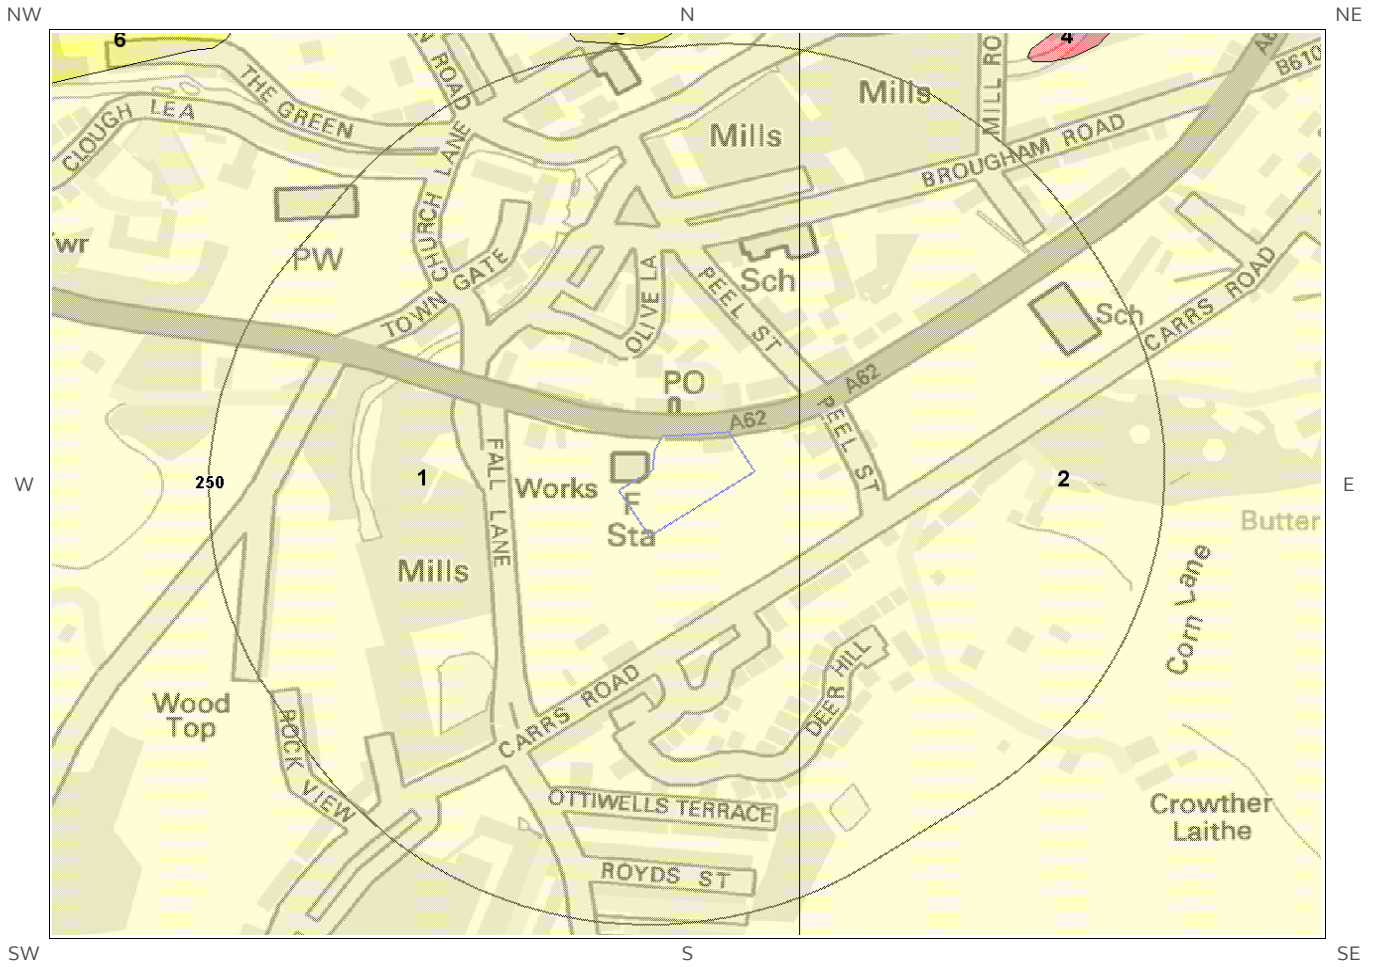 NW
N
NE
6
4
N ROAD
MILL RO
A6
B610
THE GREEN
Mills
CLOUGH LEA
Mills
BROUGHAM ROAD
CHURCH LANE
wr
PW
TOWN GATE
OLIVE LA
PEEL ST
Sch
Sch
CARRS ROAD
PO
A62
A62
PEEL ST
W
250
1
FALL LANE
Works
F
Sta
2
E
Butter
Mills
Corn Lane
Wood
Top
ROCK VIEW
CARRS ROAD
DEER HILL
OTTIWELLS TERRACE
Crowther
Laithe
ROYDS ST
SW
S
SE